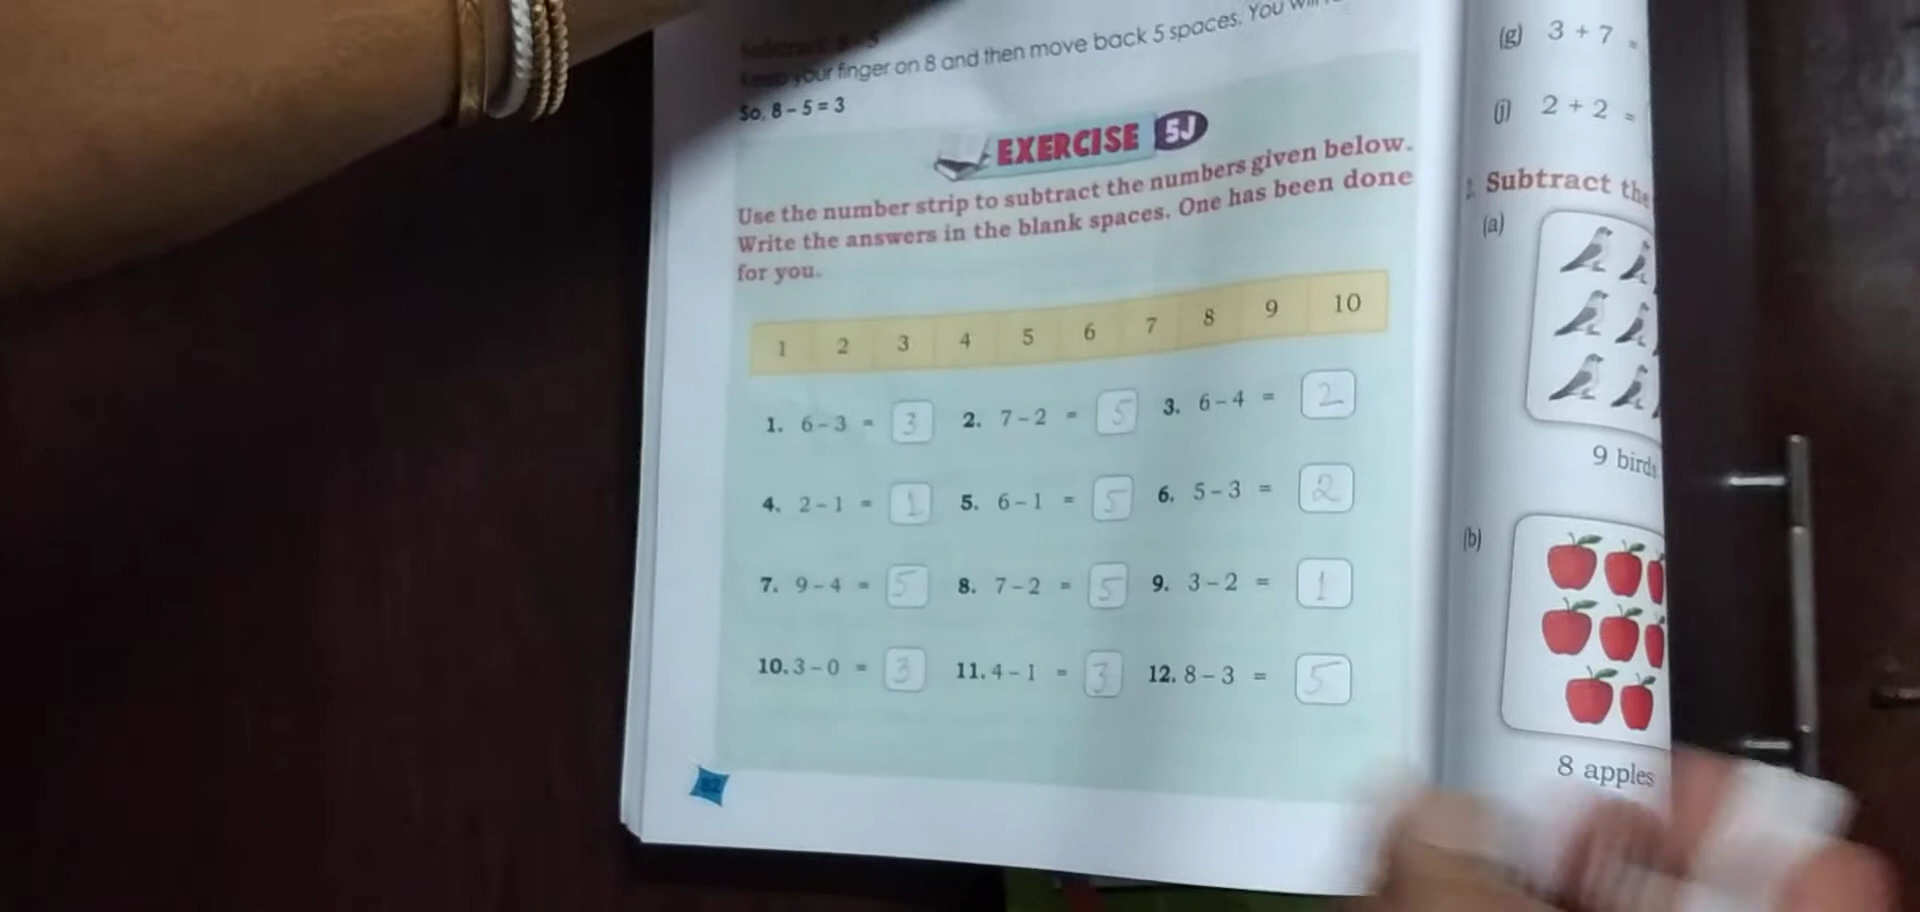 Subtract 8 - 5
Keep your finger on 8 and then move back 5 spaces. You
So, 8 – 5 = 3
EXERCISE 5J
Use the number strip to subtract the numbers given below.
Write the answers in the blank spaces. One has been done
for you.
1 2 3 4 5 6 7 8 9 10
1. 6 – 3 = 3 2. 7 – 2 = 5 3. 6 – 4 = 2
4. 2 – 1 = 1 5. 6 – 1 = 5 6. 5 – 3 = 2
7. 9 – 4 = 5 8. 7 – 2 = 5 9. 3 – 2 = 1
10. 3 – 0 = 3 11. 4 – 1 = 3 12. 8 – 3 = 5
82
(g) 3 + 7 =
(j) 2 + 2 =
Subtract the
(a)
9 birds
(b)
8 apples